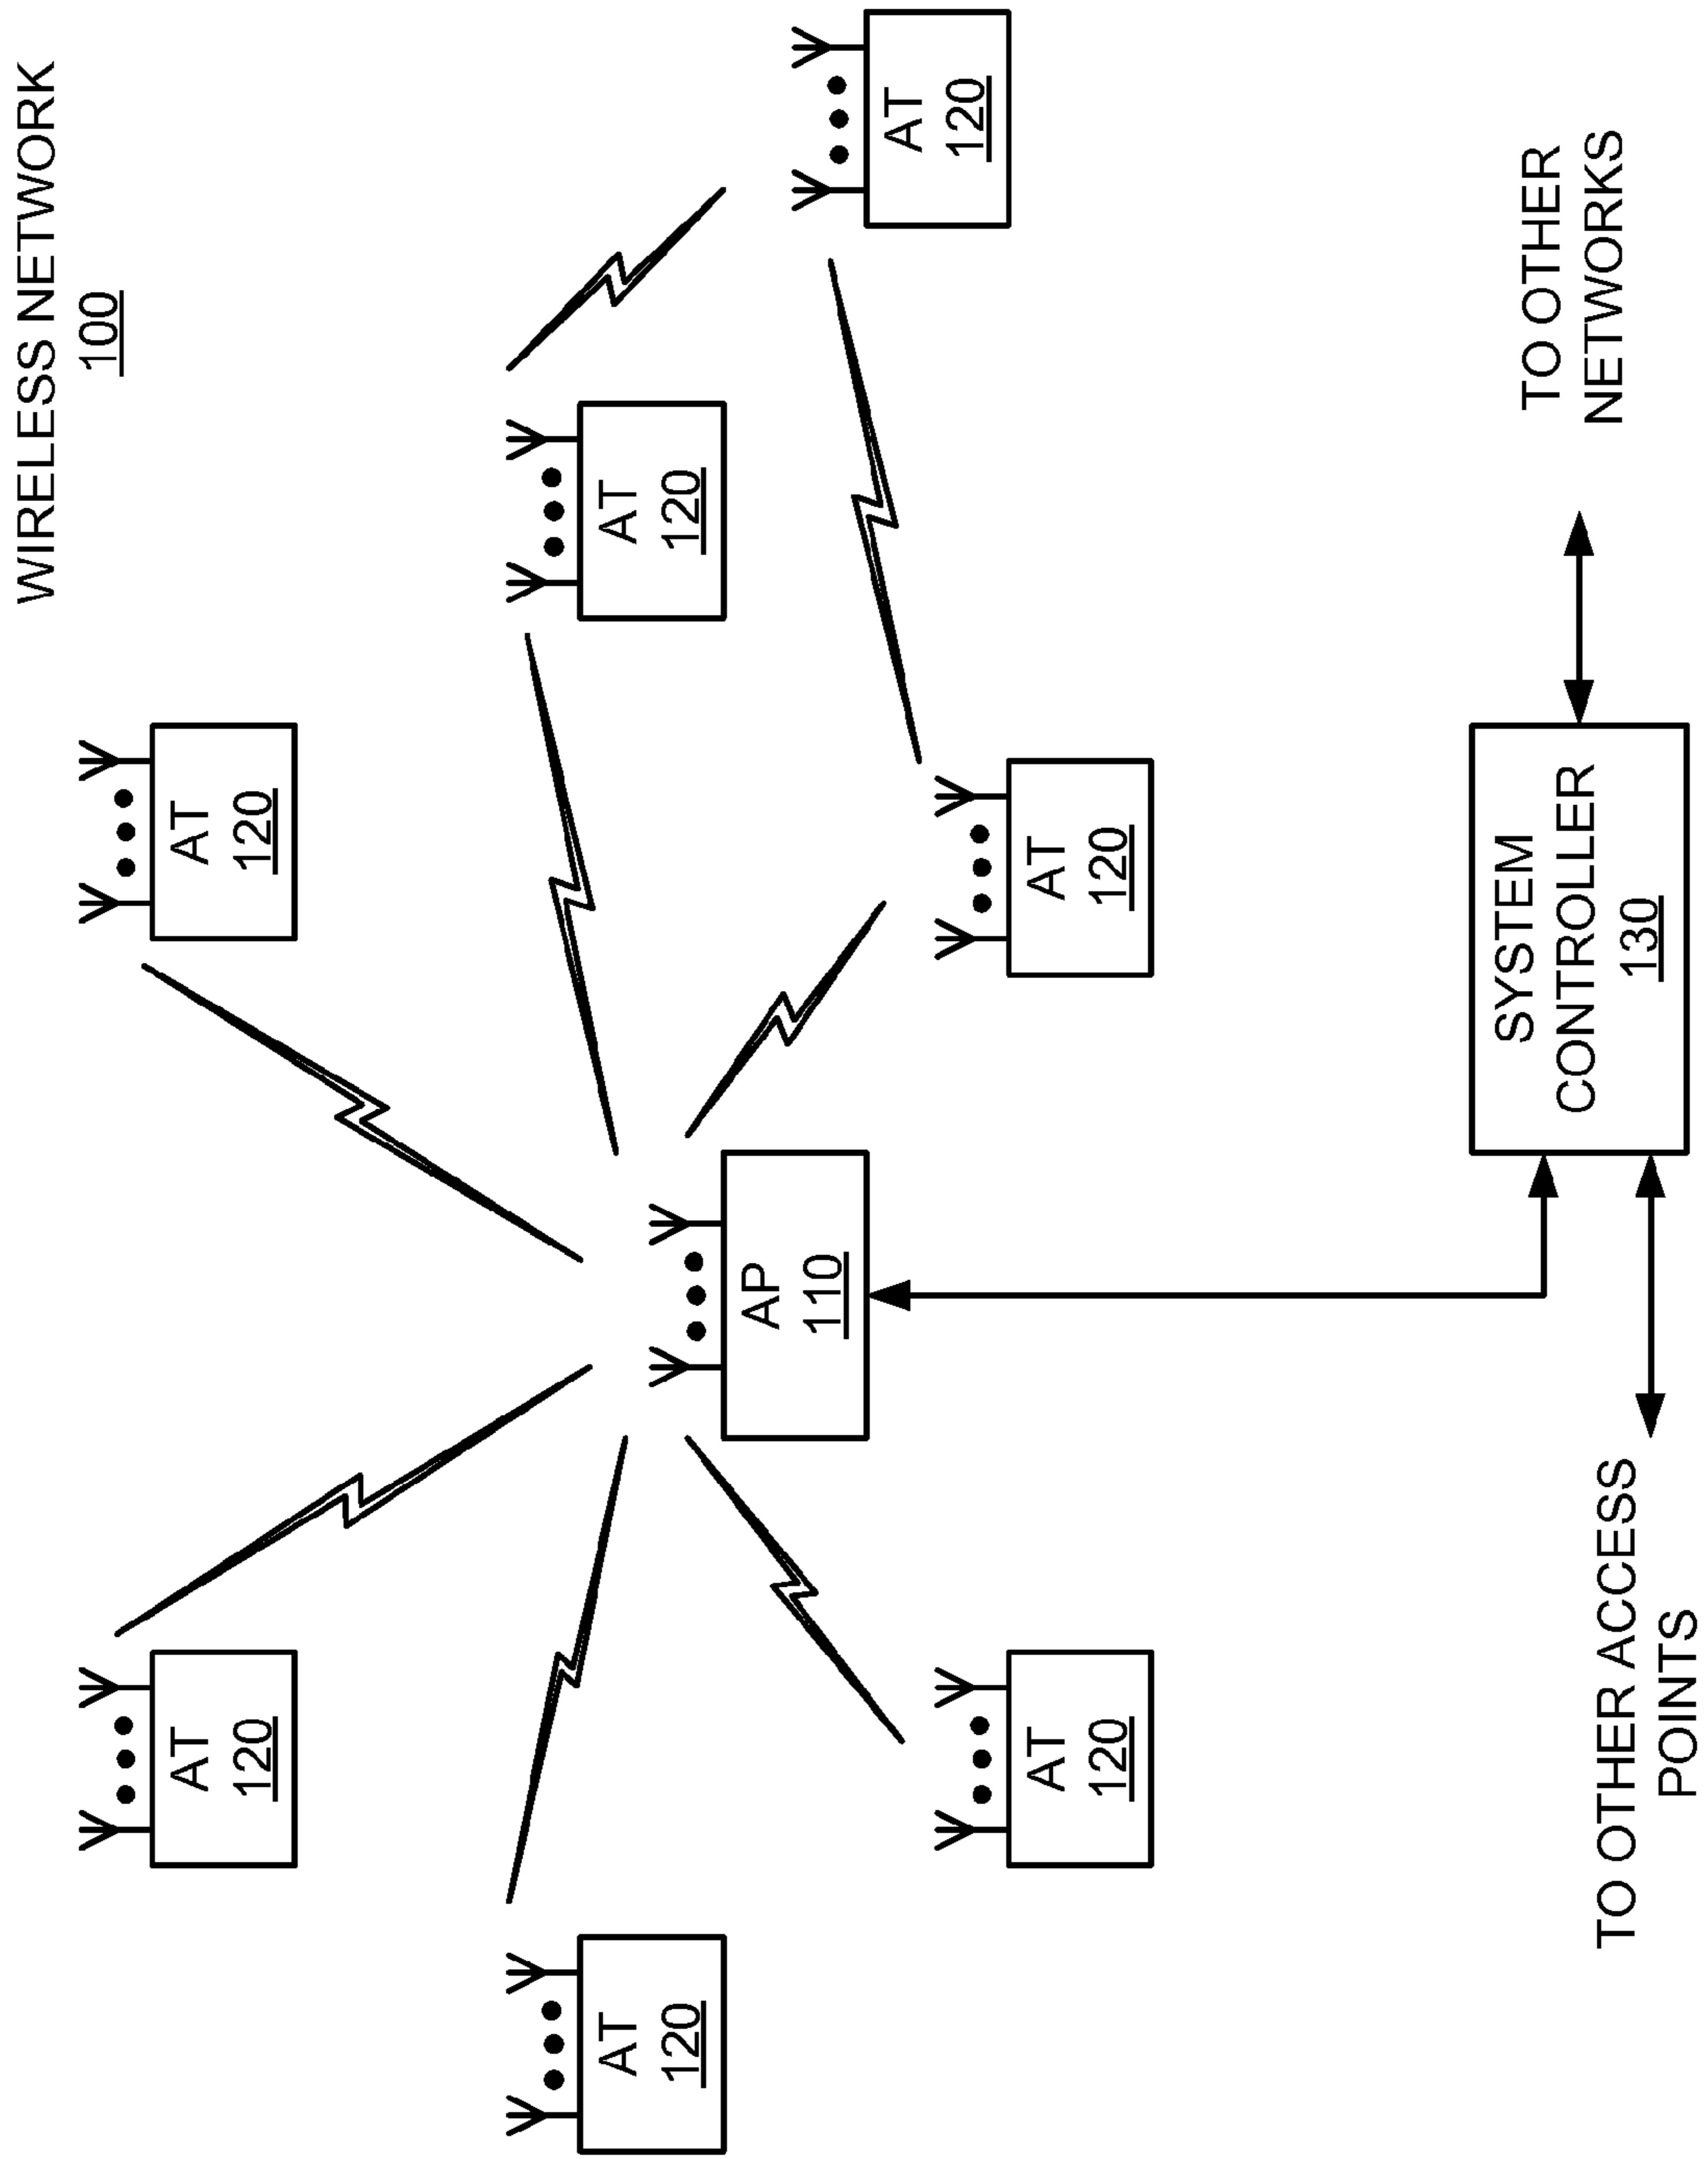 WIRELESS NETWORK
100
AT
120
AT
120
AT
120
AT
120
AP
110
AT
120
AT
120
AT
120
SYSTEM
CONTROLLER
130
TO OTHER
NETWORKS
TO OTHER ACCESS
POINTS